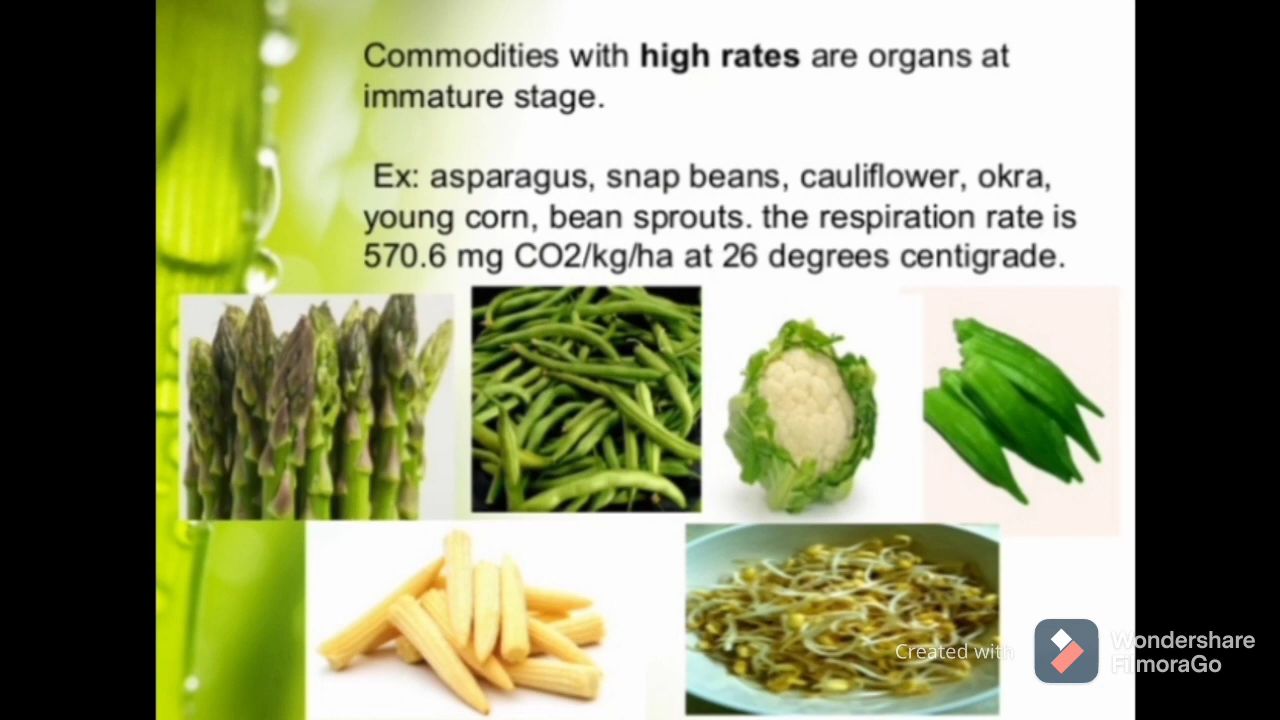 Commodities with high rates are organs at
immature stage.
Ex: asparagus, snap beans, cauliflower, okra,
young corn, bean sprouts. the respiration rate is
570.6 mg CO2/kg/ha at 26 degrees centigrade.
Created with
Wondershare
FilmoraGo